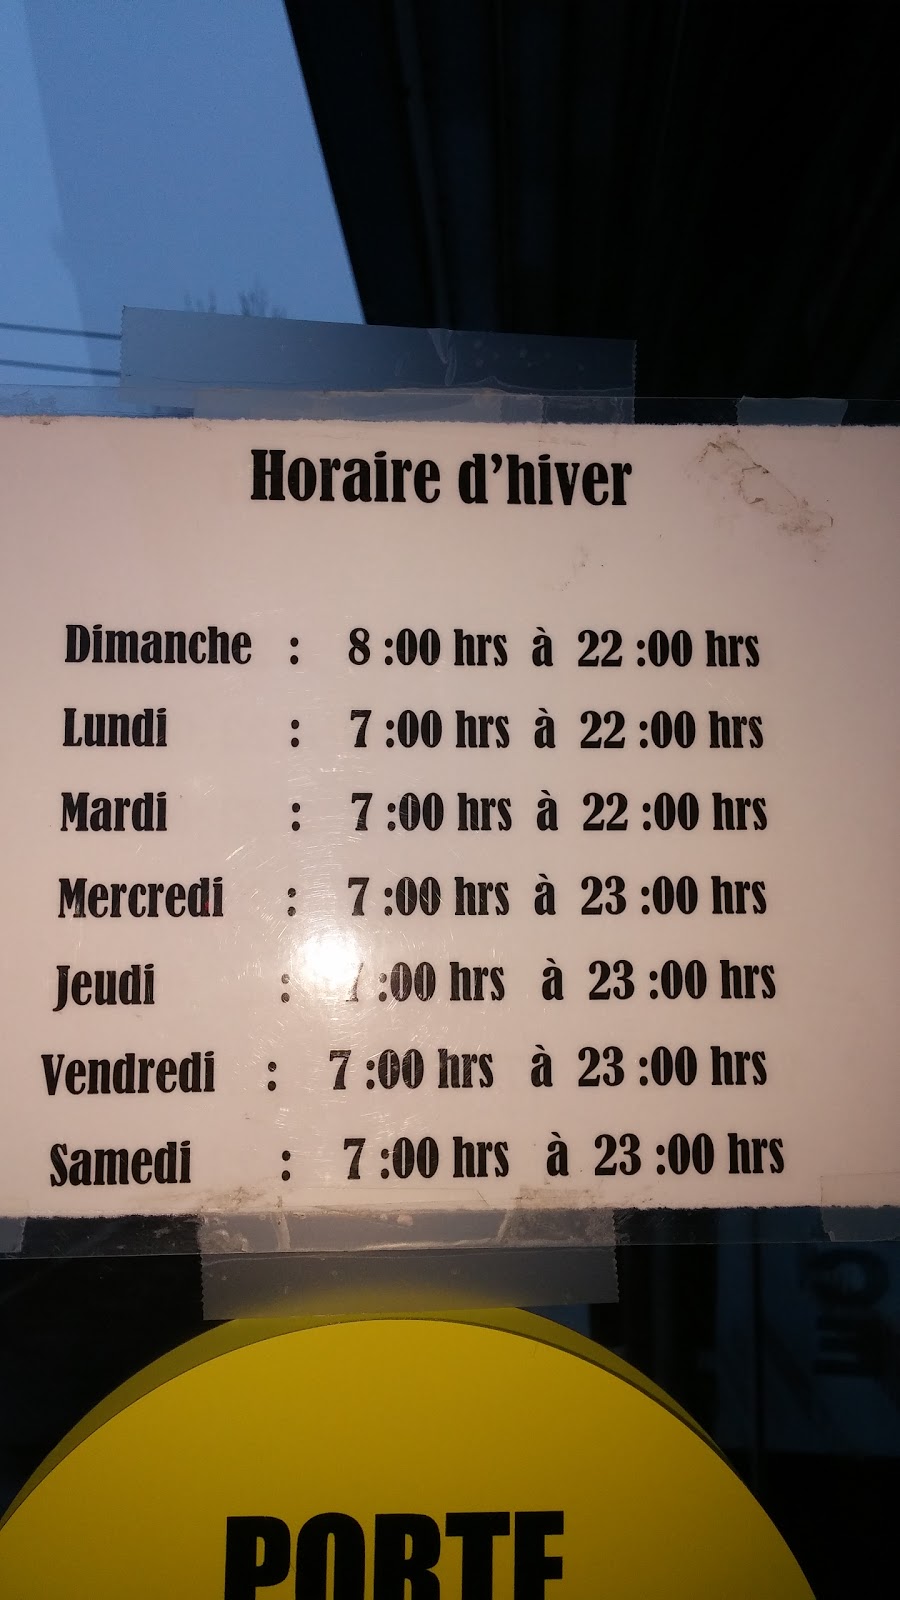 Horaire d'hiver
Dimanche : 8 :00 hrs à 22 :00 hrs
Lundi : 7 :00 hrs à 22 :00 hrs
Mardi : 7 :00 hrs à 22 :00 hrs
Mercredi : 7 :00 hrs à 23 :00 hrs
Jeudi : 7 :00 hrs à 23 :00 hrs
Vendredi : 7 :00 hrs à 23 :00 hrs
Samedi : 7 :00 hrs à 23 :00 hrs
PORTE